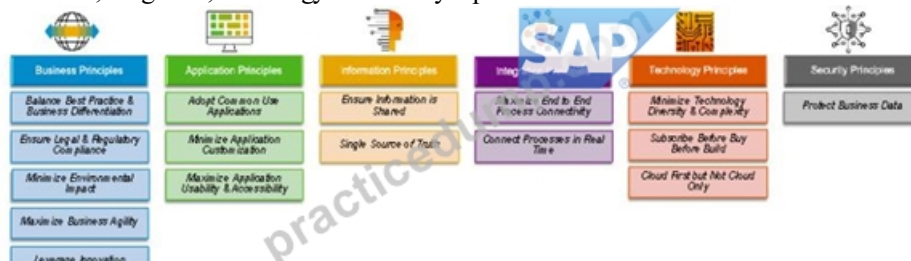 Business Principles
Balance Best Practice &
Business Differentiation
Ensure Legal & Regulatory
Compliance
Minimize Environmental
Impact
Maximize Business Agility
Leverage Innovation
Application Principles
Adopt Common Use
Applications
Minimize Application
Customization
Maximize Application
Usability & Accessibility
Information Principles
Ensure Information is
Shared
Single Source of Truth
SAP
Maximize End to End
Process Connectivity
Connect Processes in Real
Time
Technology Principles
Minimize Technology
Diversity & Complexity
Subscribe Before Buy
Before Build
Cloud First but Not Cloud
Only
Security Principles
Protect Business Data